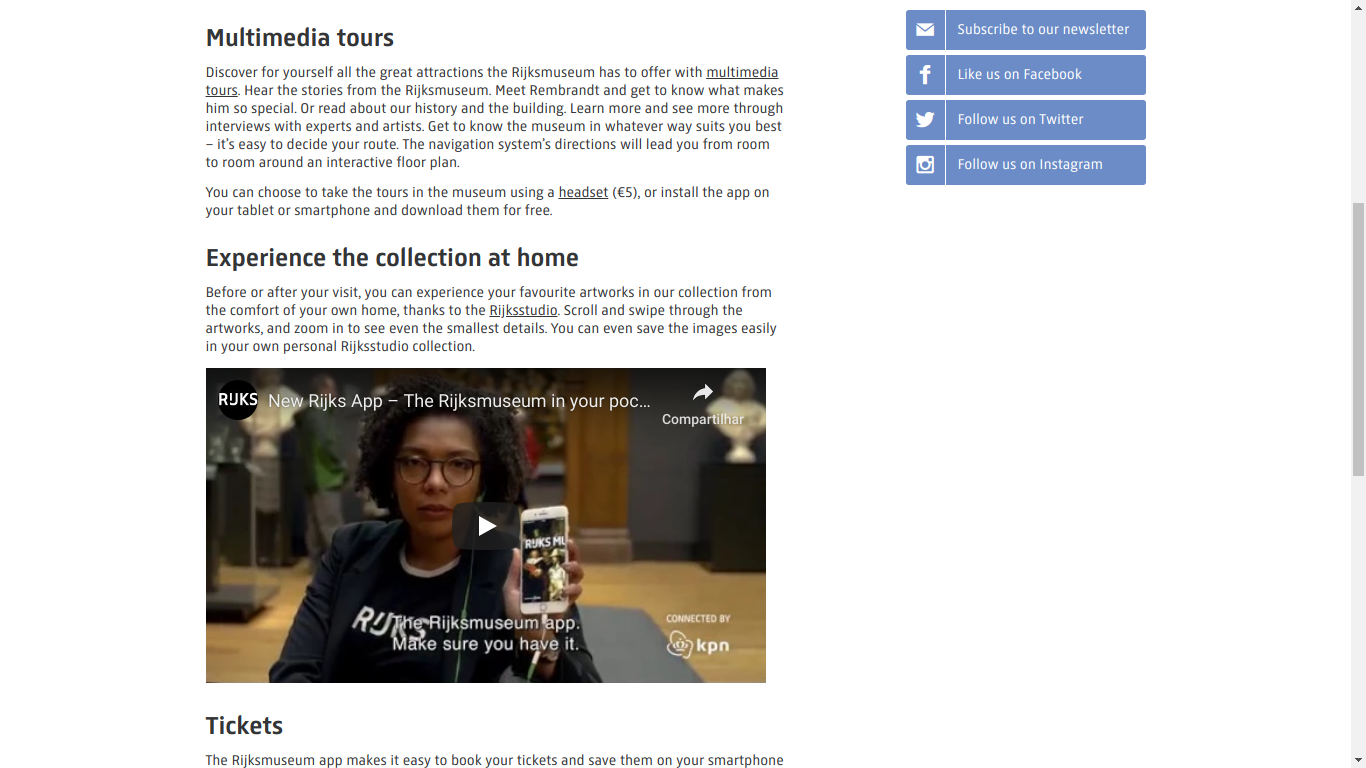 Multimedia tours
Discover for yourself all the great attractions the Rijksmuseum has to offer with multimedia
tours. Hear the stories from the Rijksmuseum. Meet Rembrandt and get to know what makes
him so special. Or read about our history and the building. Learn more and see more through
interviews with experts and artists. Get to know the museum in whatever way suits you best
– it's easy to decide your route. The navigation system's directions will lead you from room
to room around an interactive floor plan.
You can choose to take the tours in the museum using a headset (€5), or install the app on
your tablet or smartphone and download them for free.
Experience the collection at home
Before or after your visit, you can experience your favourite artworks in our collection from
the comfort of your own home, thanks to the Rijksstudio. Scroll and swipe through the
artworks, and zoom in to see even the smallest details. You can even save the images easily
in your own personal Rijksstudio collection.
RIJKS New Rijks App – The Rijksmuseum in your poc...
Compartilhar
RIJKS MU
RIJKS
The Rijksmuseum app.
Make sure you have it.
CONNECTED BY
kpn
Tickets
The Rijksmuseum app makes it easy to book your tickets and save them on your smartphone
Subscribe to our newsletter
Like us on Facebook
Follow us on Twitter
Follow us on Instagram